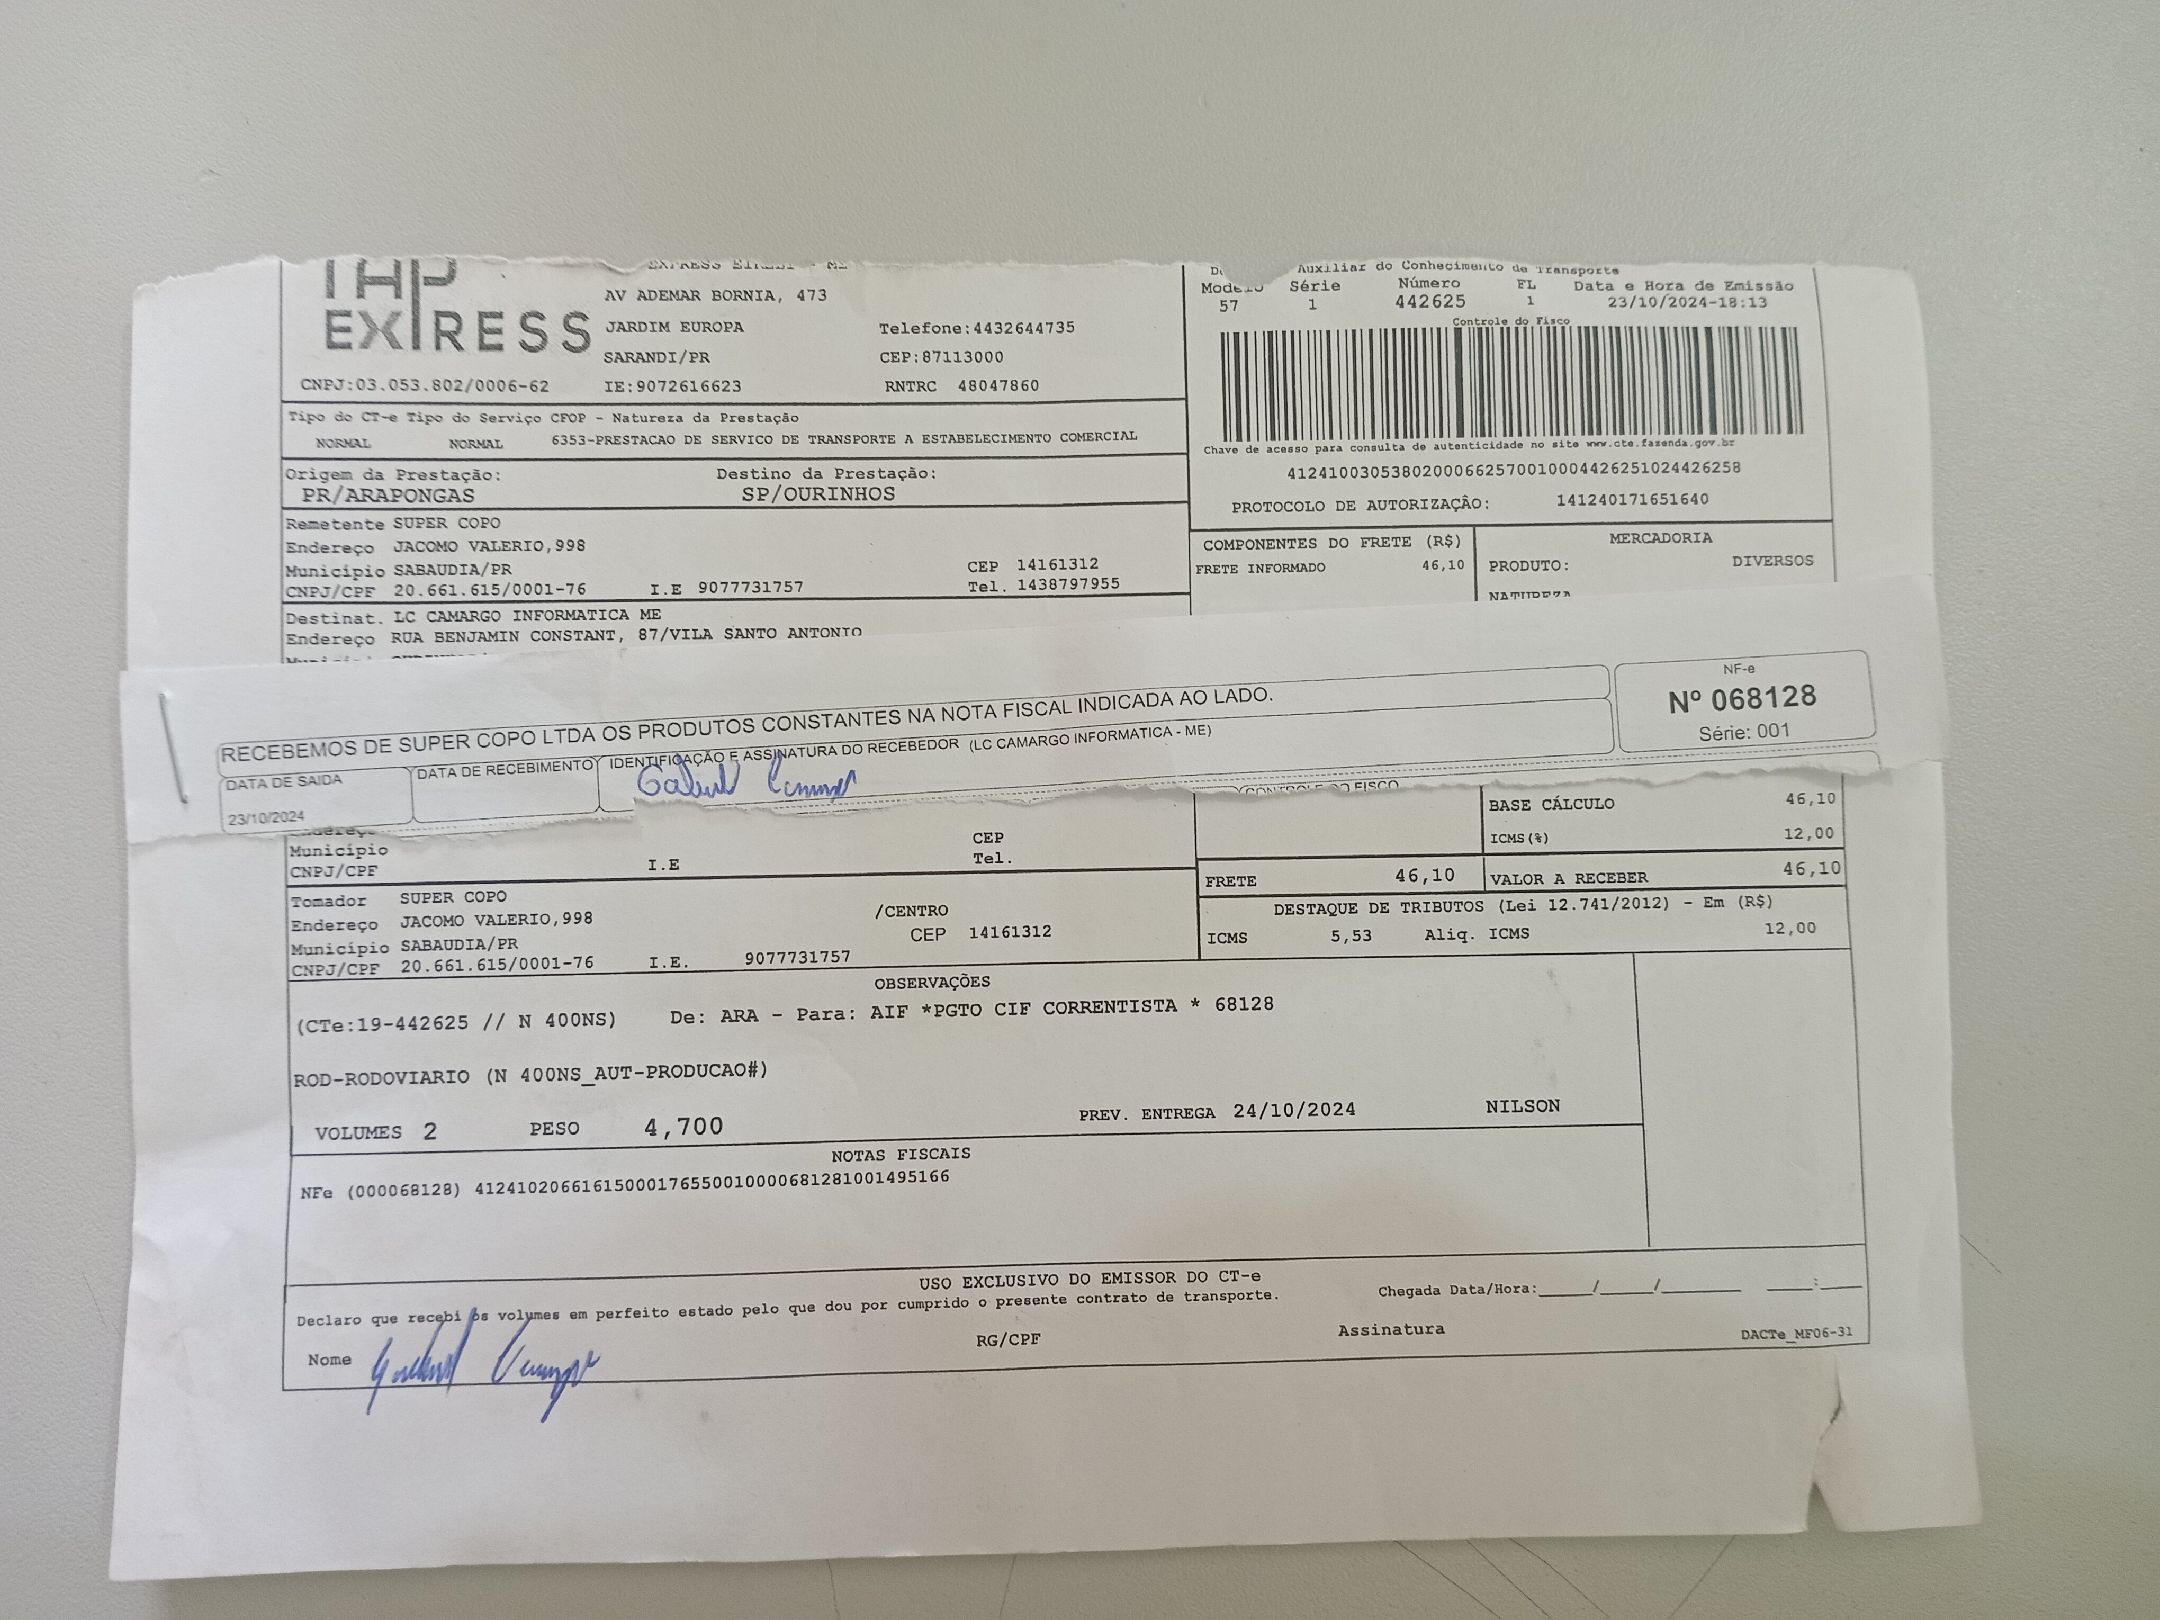 EXPRESS
AV ADEMAR BORNIA, 473
JARDIM EUROPA Telefone:4432644735
SARANDI/PR CEP:87113000
CNPJ:03.053.802/0006-62 IE:9072616623 RNTRC 48047860
Auxiliar do Conhecimento de Transporte
Modelo Série Número FL Data e Hora de Emissão
57 1 442625 1 23/10/2024-18:13
Controle do Fisco
Chave de acesso para consulta de autenticidade no site www.cte.fazenda.gov.br
41241003053802000662570010004426251024426258
PROTOCOLO DE AUTORIZAÇÃO: 141240171651640
Tipo do CT-e Tipo do Serviço CFOP - Natureza da Prestação
NORMAL NORMAL 6353-PRESTACAO DE SERVICO DE TRANSPORTE A ESTABELECIMENTO COMERCIAL
Origem da Prestação: Destino da Prestação:
PR/ARAPONGAS SP/OURINHOS
Remetente SUPER COPO
Endereço JACOMO VALERIO,998
Município SABAUDIA/PR CEP 14161312
CNPJ/CPF 20.661.615/0001-76 I.E 9077731757 Tel. 1438797955
COMPONENTES DO FRETE (R$)
FRETE INFORMADO 46,10
MERCADORIA
PRODUTO: DIVERSOS
NATUREZA
Destinat. LC CAMARGO INFORMATICA ME
Endereço RUA BENJAMIN CONSTANT, 87/VILA SANTO ANTONIO
RECEBEMOS DE SUPER COPO LTDA OS PRODUTOS CONSTANTES NA NOTA FISCAL INDICADA AO LADO.
DATA DE SAIDA DATA DE RECEBIMENTO IDENTIFICAÇÃO E ASSINATURA DO RECEBEDOR (LC CAMARGO INFORMATICA - ME)
23/10/2024
NF-e
Nº 068128
Série: 001
CONTROLE DO FISCO
BASE CÁLCULO 46,10
ICMS(%) 12,00
Endereço
Município CEP
CNPJ/CPF I.E Tel.
FRETE 46,10 VALOR A RECEBER 46,10
DESTAQUE DE TRIBUTOS (Lei 12.741/2012) - Em (R$)
ICMS 5,53 Aliq. ICMS 12,00
Tomador SUPER COPO
Endereço JACOMO VALERIO,998 /CENTRO
Município SABAUDIA/PR CEP 14161312
CNPJ/CPF 20.661.615/0001-76 I.E. 9077731757
OBSERVAÇÕES
(CTe:19-442625 // N 400NS) De: ARA - Para: AIF *PGTO CIF CORRENTISTA * 68128
ROD-RODOVIARIO (N 400NS_AUT-PRODUCAO#)
VOLUMES 2 PESO 4,700 PREV. ENTREGA 24/10/2024 NILSON
NOTAS FISCAIS
NFe (000068128) 41241020661615000176550010000681281001495166
USO EXCLUSIVO DO EMISSOR DO CT-e
Declaro que recebi os volumes em perfeito estado pelo que dou por cumprido o presente contrato de transporte.
Chegada Data/Hora:____/____/______ ____:____
Nome RG/CPF Assinatura DACTe_MF06-31